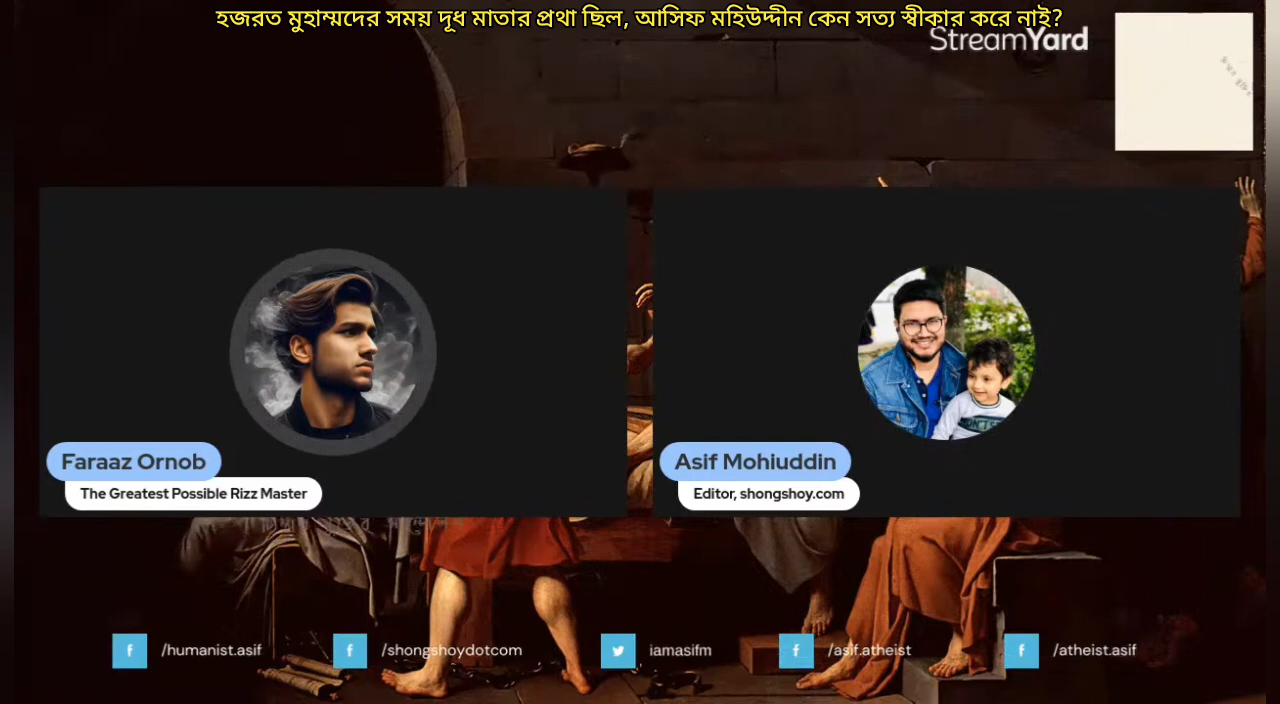 হজরত মুহাম্মদের সময় দূধ মাতার প্রথা ছিল, আসিফ মহিউদ্দীন কেন সত্য স্বীকার করে নাই?
StreamYard
Faraaz Ornob
The Greatest Possible Rizz Master
Asif Mohiuddin
Editor, shongshoy.com
/humanist.asif
/shongshoydotcom
iamasifm
/asif.atheist
/atheist.asif